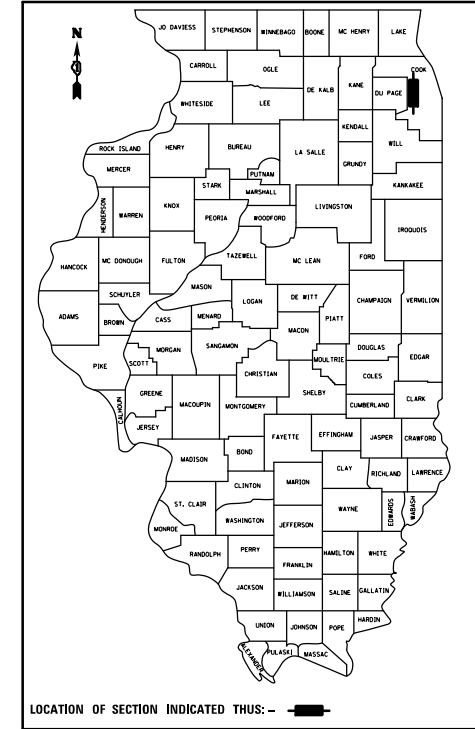 JO DAVIESS STEPHENSON WINNEBAGO BOONE MC HENRY LAKE
N
CARROLL OGLE COOK
DE KALB KANE DU PAGE
WHITESIDE LEE
KENDALL
WILL
ROCK ISLAND HENRY BUREAU LA SALLE GRUNDY
MERCER PUTNAM
STARK MARSHALL KANKAKEE
HENDERSON WARREN KNOX PEORIA WOODFORD LIVINGSTON
IROQUOIS
HANCOCK MC DONOUGH FULTON TAZEWELL MC LEAN FORD
MASON
SCHUYLER LOGAN DE WITT CHAMPAIGN VERMILION
ADAMS BROWN CASS MENARD PIATT
MACON
MORGAN SANGAMON DOUGLAS
PIKE SCOTT CHRISTIAN MOULTRIE EDGAR
COLES
CALHOUN GREENE SHELBY
MACOUPIN MONTGOMERY CUMBERLAND CLARK
JERSEY
FAYETTE EFFINGHAM JASPER CRAWFORD
MADISON BOND
CLAY
CLINTON MARION RICHLAND LAWRENCE
ST. CLAIR WAYNE EDWARDS WABASH
MONROE WASHINGTON JEFFERSON
RANDOLPH PERRY HAMILTON WHITE
FRANKLIN
JACKSON WILLIAMSON SALINE GALLATIN
UNION JOHNSON POPE HARDIN
ALEXANDER PULASKI MASSAC
LOCATION OF SECTION INDICATED THUS: –